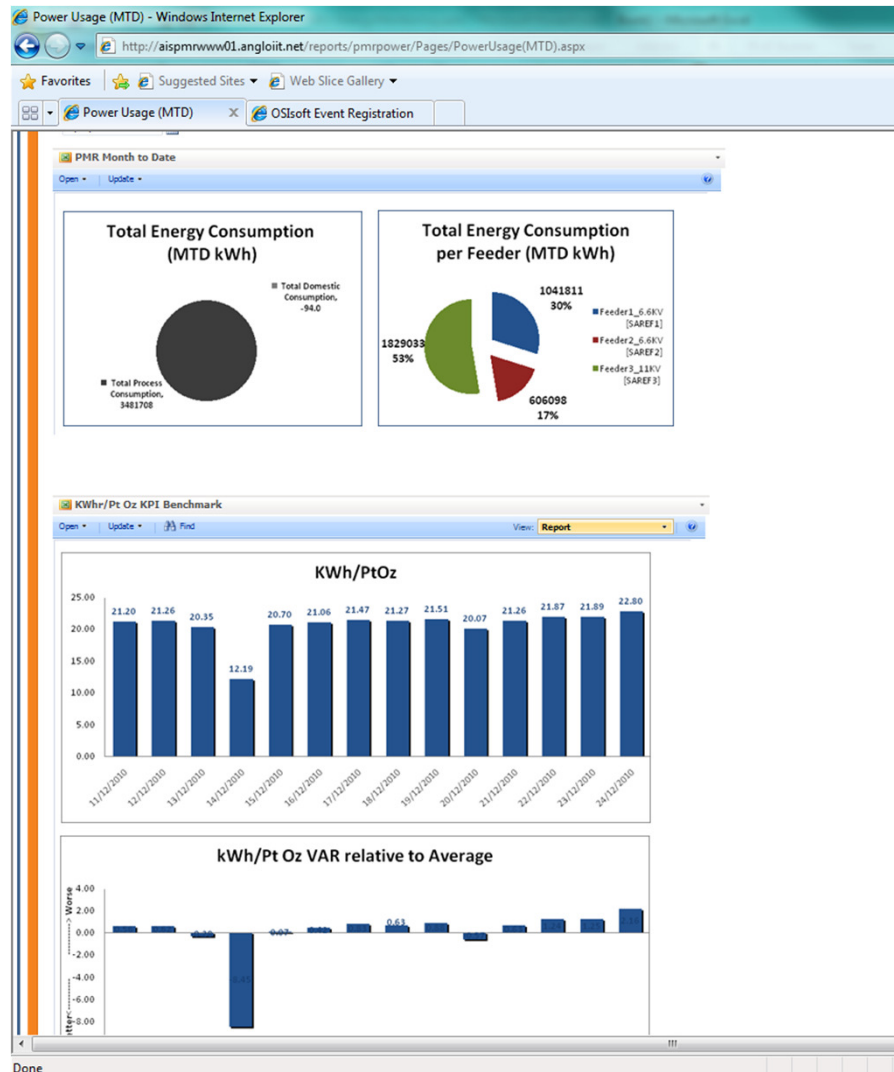 Power Usage (MTD) - Windows Internet Explorer
http://aispmrwww01.angloiit.net/reports/pmrpower/Pages/PowerUsage(MTD).aspx
Favorites Suggested Sites Web Slice Gallery
Power Usage (MTD) x OSIsoft Event Registration
PMR Month to Date
Open Update
Total Energy Consumption
(MTD kWh)
Total Domestic
Consumption,
-94.0
Total Process
Consumption,
3481708
Total Energy Consumption
per Feeder (MTD kWh)
1041811
30%
1829033
53%
606098
17%
Feeder1_6.6KV
[SAREF1]
Feeder2_6.6KV
[SAREF2]
Feeder3_11KV
[SAREF3]
KWhr/Pt Oz KPI Benchmark
Open Update Find View: Report
KWh/PtOz
25.00
20.00
15.00
10.00
5.00
0.00
21.20 21.26 20.35 12.19 20.70 21.06 21.47 21.27 21.51 20.07 21.26 21.87 21.89 22.80
11/12/2010 12/12/2010 13/12/2010 14/12/2010 15/12/2010 16/12/2010 17/12/2010 18/12/2010 19/12/2010 20/12/2010 21/12/2010 22/12/2010 23/12/2010 24/12/2010
kWh/Pt Oz VAR relative to Average
4.00
2.00
0.00
-2.00
-4.00
-6.00
-8.00
Worse
0.63
Done